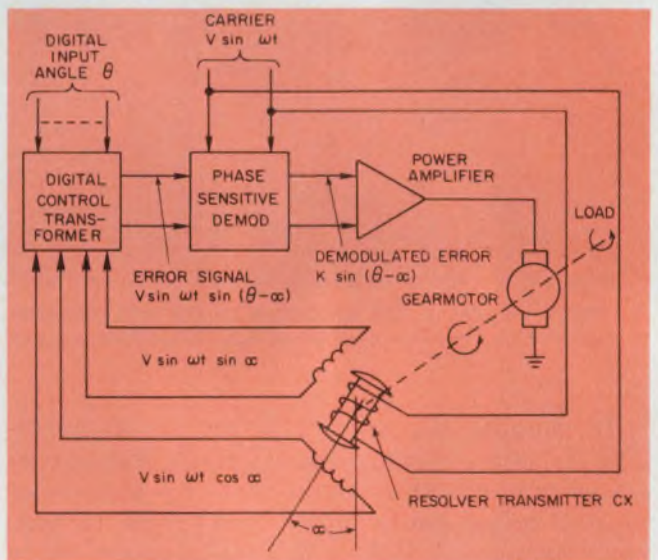 DIGITAL
INPUT
ANGLE θ
CARRIER
V sin ωt
DIGITAL
CONTROL
TRANS-
FORMER
PHASE
SENSITIVE
DEMOD
POWER
AMPLIFIER
LOAD
ERROR SIGNAL
V sin ωt sin (θ-∝)
DEMODULATED ERROR
K sin (θ-∝)
GEARMOTOR
V sin ωt sin ∝
V sin ωt cos ∝
RESOLVER TRANSMITTER CX
∝